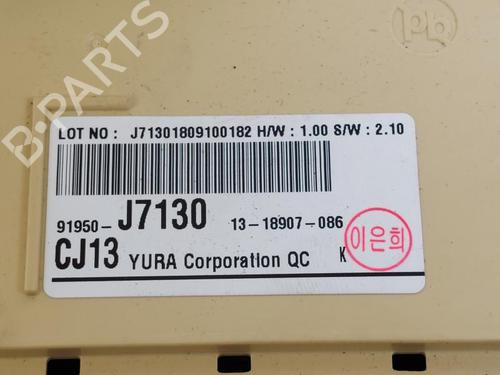 LOT NO : J71301809100182 H/W : 1.00 S/W : 2.10
91950-J7130 13-18907-086
CJ13 YURA Corporation QC K
이은희